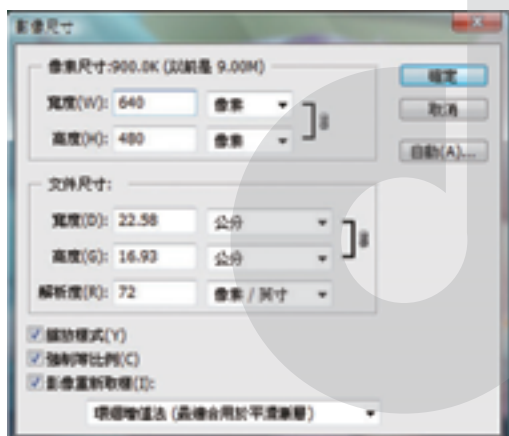 影像尺寸
像素尺寸:900.0K (以前是 9.00M)
寬度(W): 640 像素
高度(H): 480 像素
確定
取消
自動(A)...
文件尺寸:
寬度(D): 22.58 公分
高度(G): 16.93 公分
解析度(R): 72 像素 / 英寸
縮放樣式(Y)
強制等比例(C)
影像重新取樣(I):
環迴增值法 (最適合用於平滑漸層)